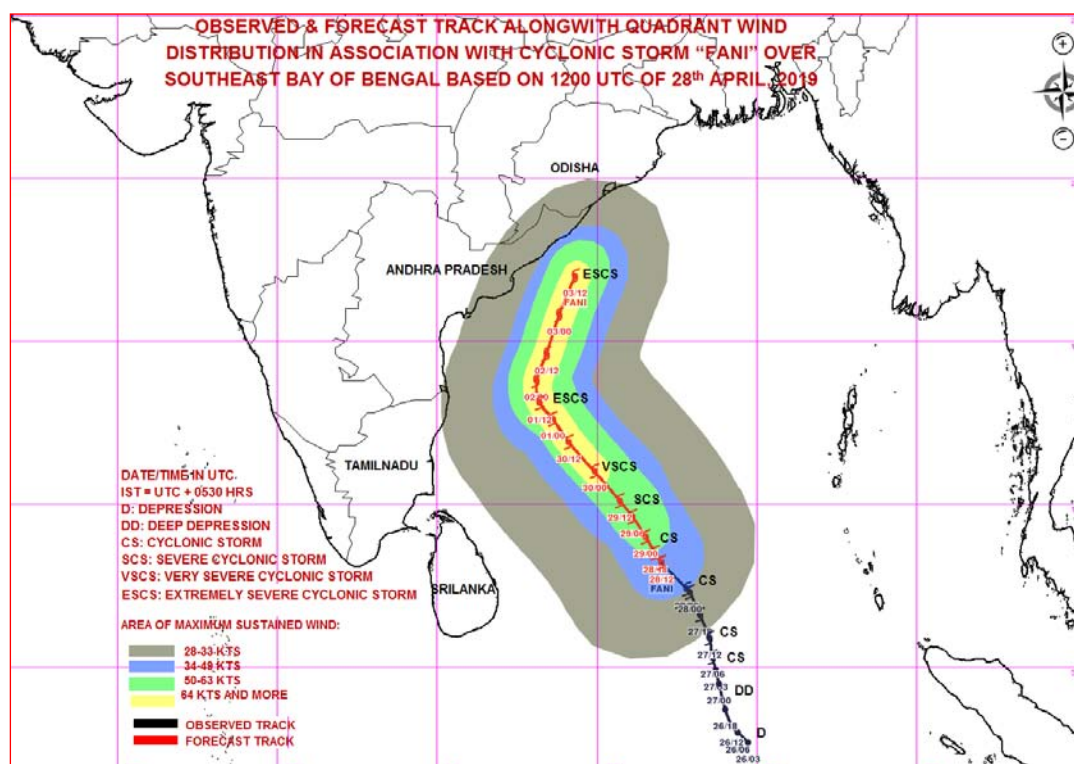 OBSERVED & FORECAST TRACK ALONGWITH QUADRANT WIND
DISTRIBUTION IN ASSOCIATION WITH CYCLONIC STORM “FANI” OVER
SOUTHEAST BAY OF BENGAL BASED ON 1200 UTC OF 28th APRIL, 2019
ODISHA
ANDHRA PRADESH
ESCS
03/12
FANI
03/00
02/12
02/00
ESCS
01/12
01/00
30/12
TAMILNADU
VSCS
30/00
SCS
29/12
29/06
CS
29/00
28/12
FANI
SRILANKA
CS
28/00
CS
27/12
CS
27/06
27/03
DD
27/00
26/18
D
26/12
26/06
26/03
DATE/TIME IN UTC.
IST = UTC + 0530 HRS
D: DEPRESSION
DD: DEEP DEPRESSION
CS: CYCLONIC STORM
SCS: SEVERE CYCLONIC STORM
VSCS: VERY SEVERE CYCLONIC STORM
ESCS: EXTREMELY SEVERE CYCLONIC STORM
AREA OF MAXIMUM SUSTAINED WIND:
28-33 KTS
34-49 KTS
50-63 KTS
64 KTS AND MORE
OBSERVED TRACK
FORECAST TRACK